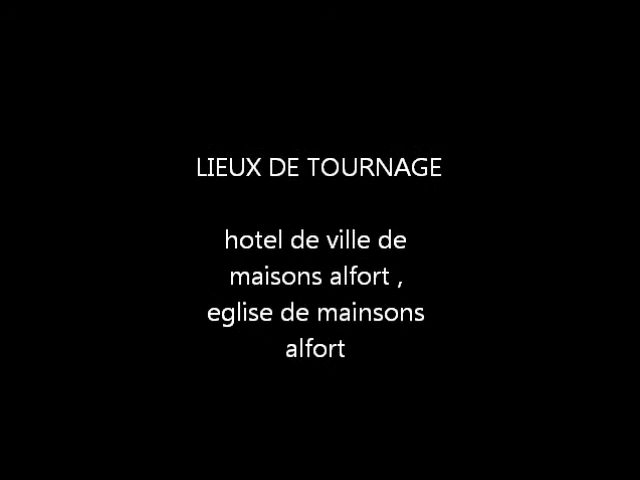 LIEUX DE TOURNAGE
hotel de ville de
maisons alfort ,
eglise de mainsons
alfort